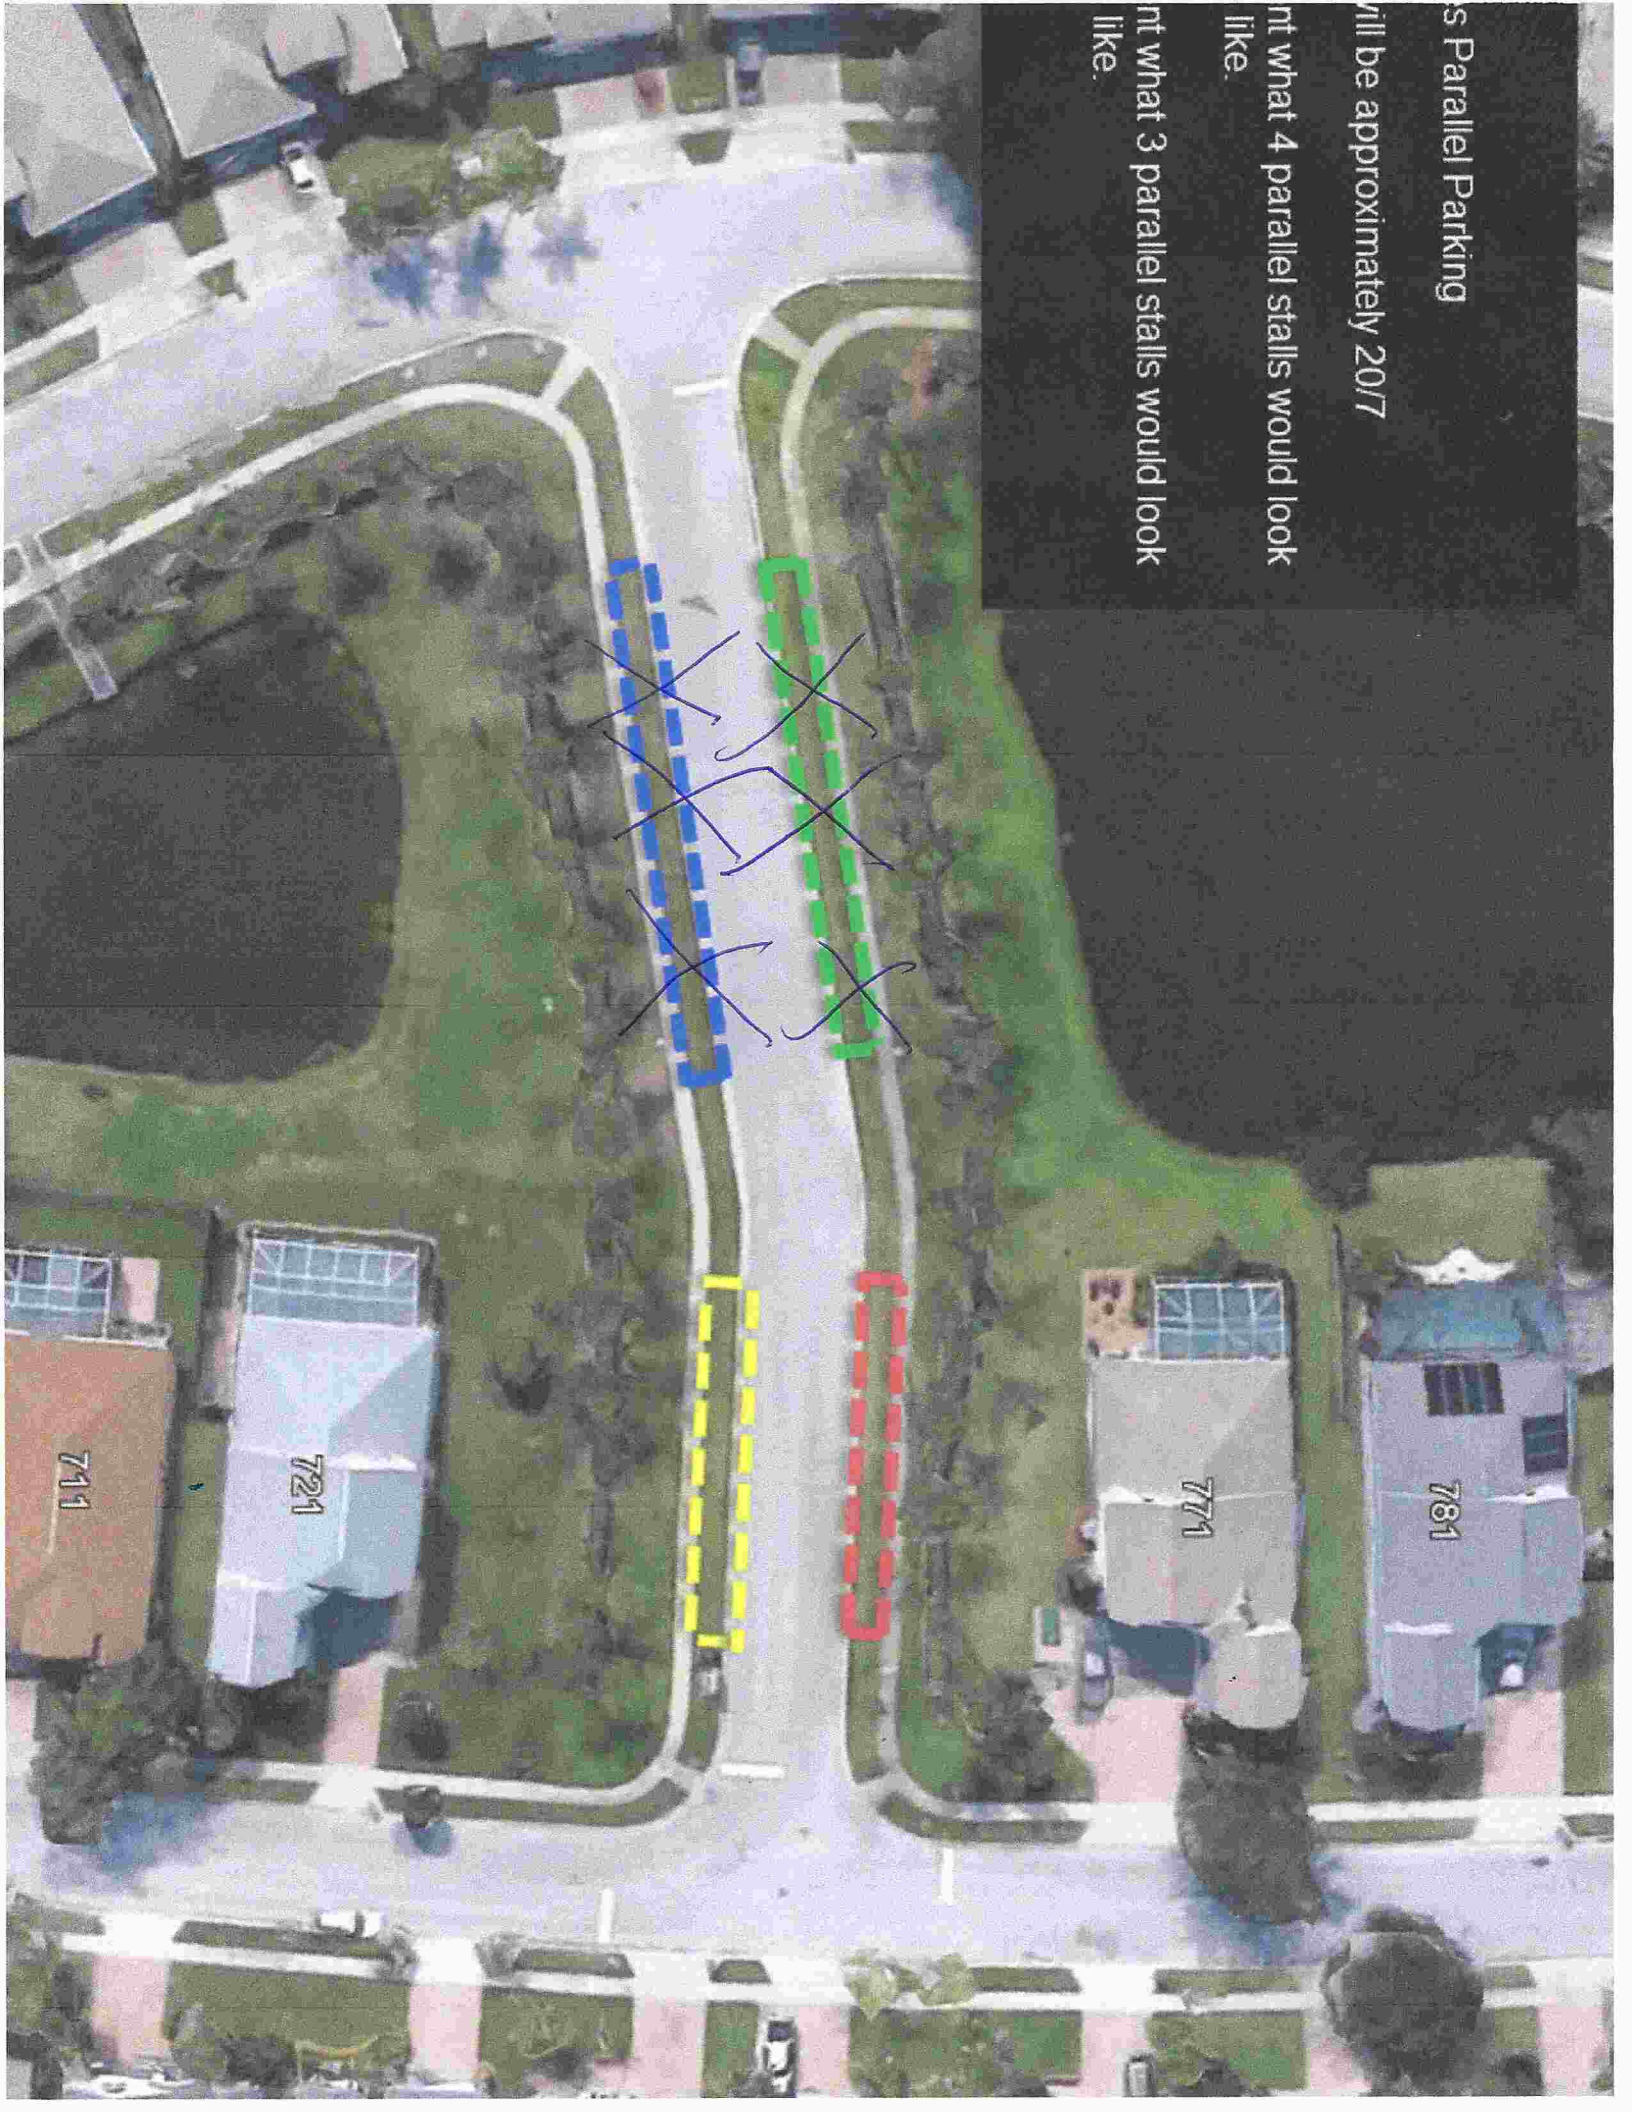 s Parallel Parking
will be approximately 20/7
nt what 4 parallel stalls would look
like.
nt what 3 parallel stalls would look
like.
781
771
721
711